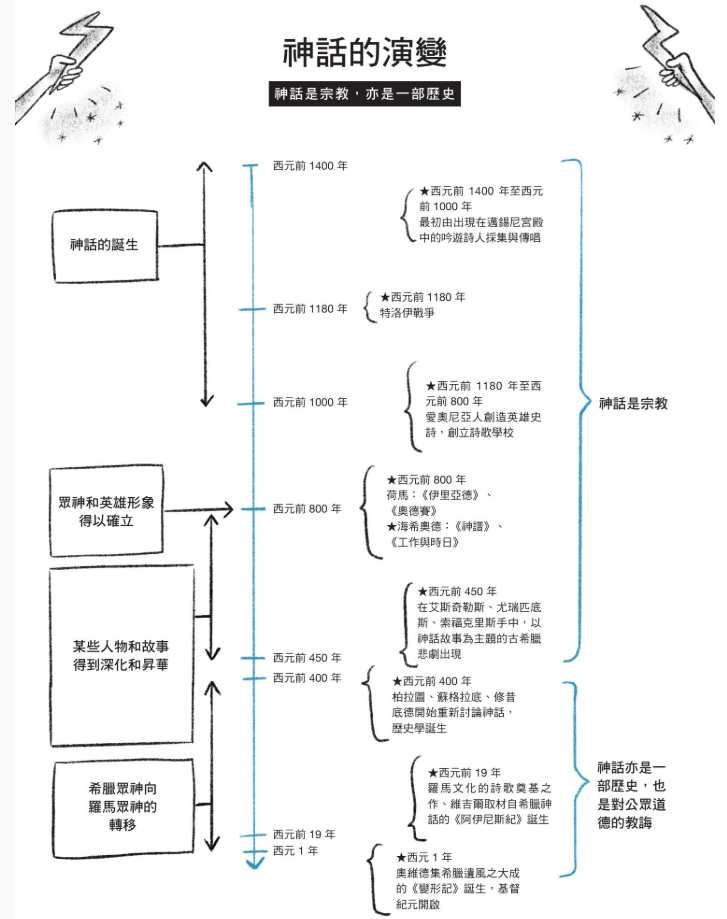 神話的演變
神話是宗教，亦是一部歷史
西元前 1400 年
★西元前 1400 年至西元
前 1000 年
最初由出現在邁錫尼宮殿
中的吟遊詩人採集與傳唱
神話的誕生
西元前 1180 年
★西元前 1180 年
特洛伊戰爭
西元前 1000 年
★西元前 1180 年至西
元前 800 年
愛奧尼亞人創造英雄史
詩，創立詩歌學校
神話是宗教
眾神和英雄形象
得以確立
西元前 800 年
★西元前 800 年
荷馬：《伊里亞德》、
《奧德賽》
★海希奧德：《神譜》、
《工作與時日》
某些人物和故事
得到深化和昇華
西元前 450 年
★西元前 450 年
在艾斯奇勒斯、尤瑞匹底
斯、索福克里斯手中，以
神話故事為主題的古希臘
悲劇出現
西元前 400 年
★西元前 400 年
柏拉圖、蘇格拉底、修昔
底德開始重新討論神話，
歷史學誕生
希臘眾神向
羅馬眾神的
轉移
★西元前 19 年
羅馬文化的詩歌奠基之
作、維吉爾取材自希臘神
話的《阿伊尼斯紀》誕生
神話亦是一
部歷史，也
是對公眾道
德的教誨
西元前 19 年
西元 1 年
★西元 1 年
奧維德集希臘遺風之大成
的《變形記》誕生，基督
紀元開啟